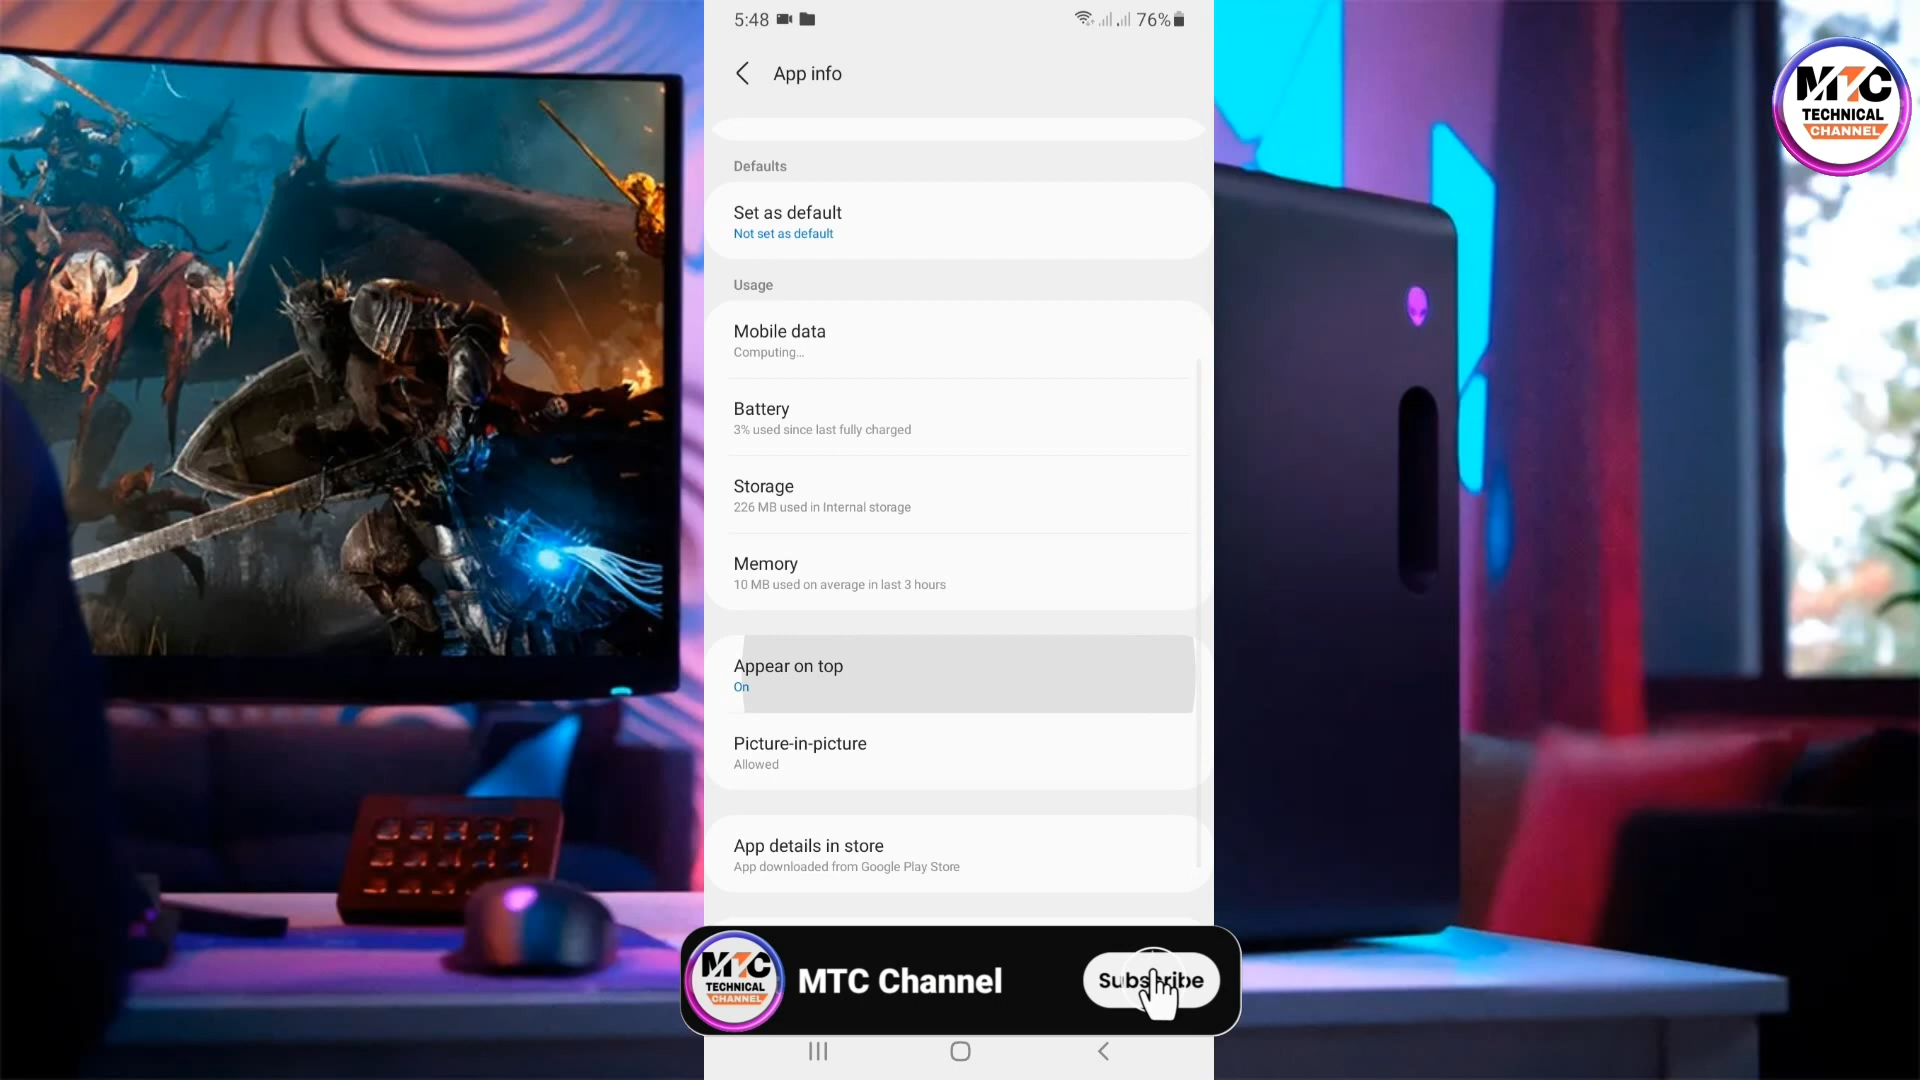 5:48
76%
App info
MTC
TECHNICAL
CHANNEL
Defaults
Set as default
Not set as default
Usage
Mobile data
Computing...
Battery
3% used since last fully charged
Storage
226 MB used in Internal storage
Memory
10 MB used on average in last 3 hours
Appear on top
On
Picture-in-picture
Allowed
App details in store
App downloaded from Google Play Store
MTC
TECHNICAL
CHANNEL
MTC Channel
Subscribe